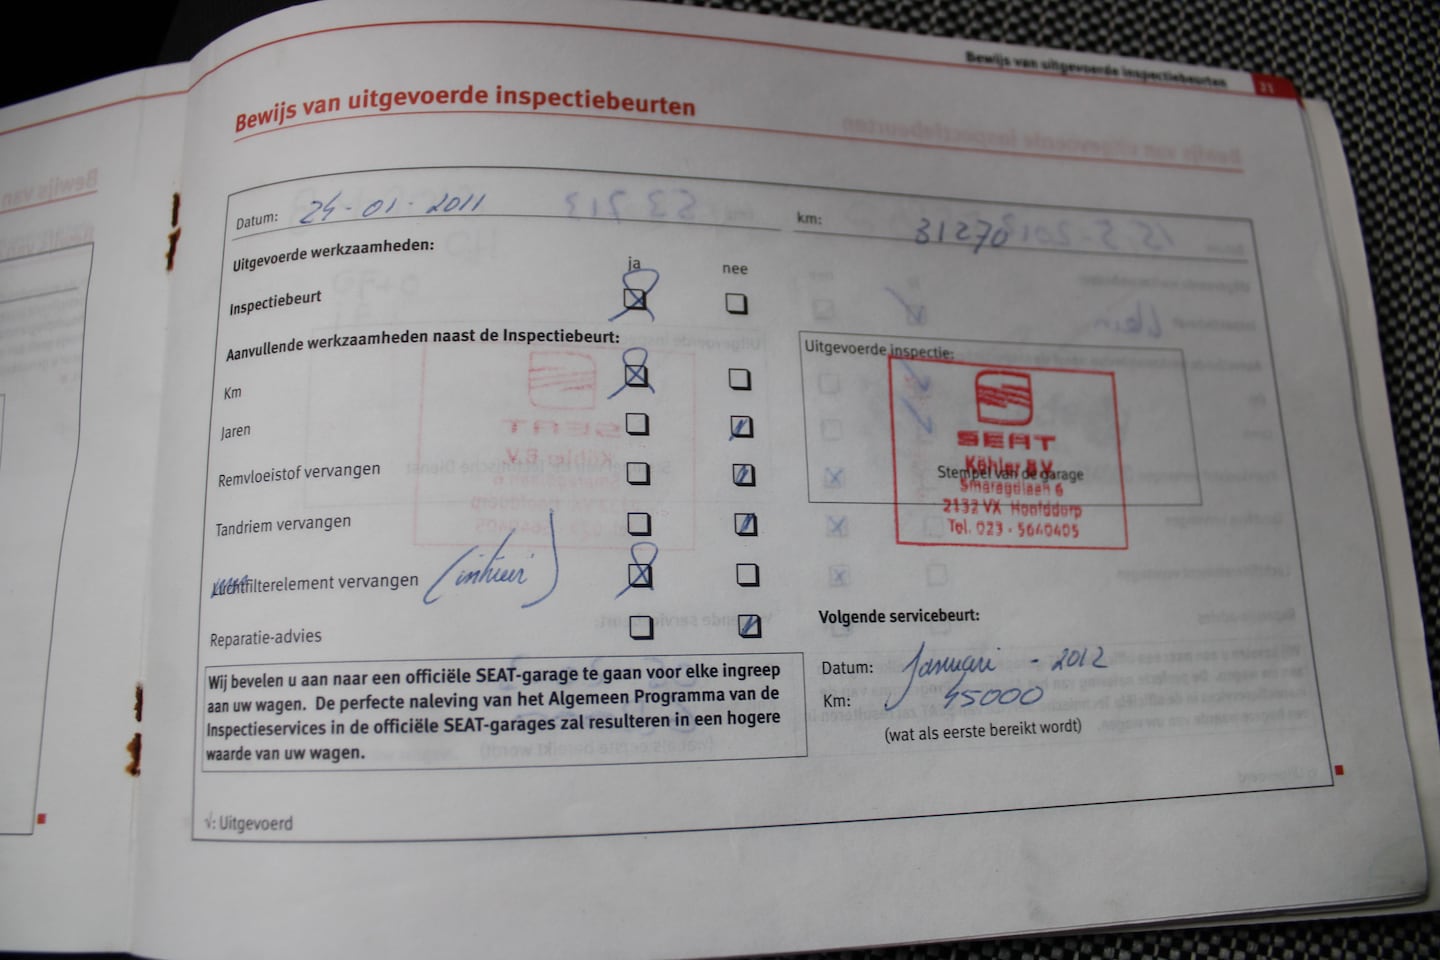 Bewijs van uitgevoerde inspectiebeurten 21
Bewijs van uitgevoerde inspectiebeurten
Datum: 24-01-2011 km: 31270
Uitgevoerde werkzaamheden:
ja nee
Inspectiebeurt
Aanvullende werkzaamheden naast de Inspectiebeurt:
Km
Jaren
Remvloeistof vervangen
Tandriem vervangen
Luchtfilterelement vervangen
Reparatie-advies
Uitgevoerde inspectie:
SEAT
Köhler B.V.
Stempel van de garage
Smaragdlaan 6
2132 VX Hoofddorp
Tel. 023 - 5640405
Volgende servicebeurt:
Datum: Januari - 2012
Km: 45000
(wat als eerste bereikt wordt)
Wij bevelen u aan naar een officiële SEAT-garage te gaan voor elke ingreep
aan uw wagen. De perfecte naleving van het Algemeen Programma van de
Inspectieservices in de officiële SEAT-garages zal resulteren in een hogere
waarde van uw wagen.
√: Uitgevoerd